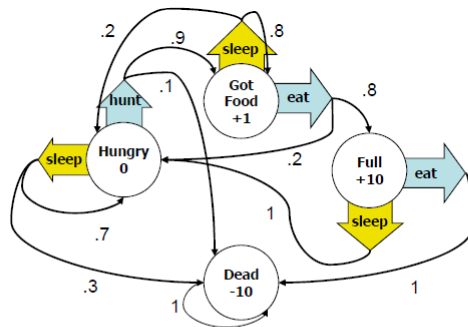 .2
.9
.8
sleep
.1
hunt
Got
Food
+1
eat
.8
sleep
Hungry
0
.2
Full
+10
eat
.7
1
sleep
.3
Dead
-10
1
1